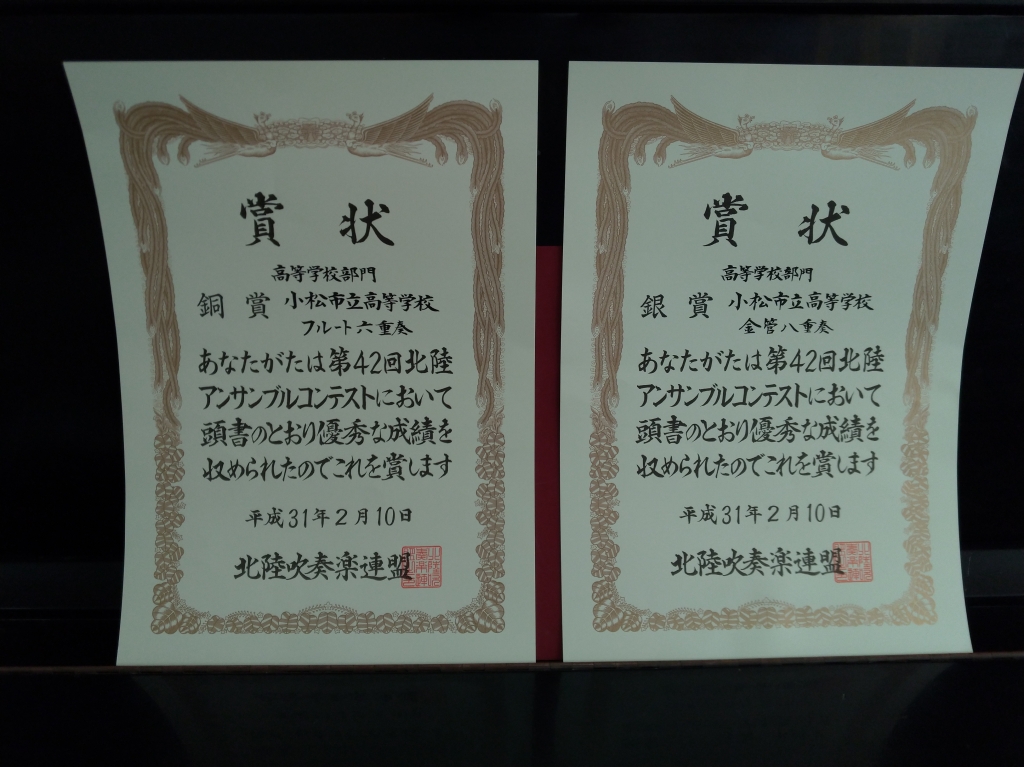 賞 状
高等学校部門
銅 賞 小松市立高等学校
フルート六重奏
あなたがたは第42回北陸
アンサンブルコンテストにおいて
頭書のとおり優秀な成績を
収められたのでこれを賞します
平成31年2月10日
北陸吹奏楽連盟
賞 状
高等学校部門
銀 賞 小松市立高等学校
金管八重奏
あなたがたは第42回北陸
アンサンブルコンテストにおいて
頭書のとおり優秀な成績を
収められたのでこれを賞します
平成31年2月10日
北陸吹奏楽連盟